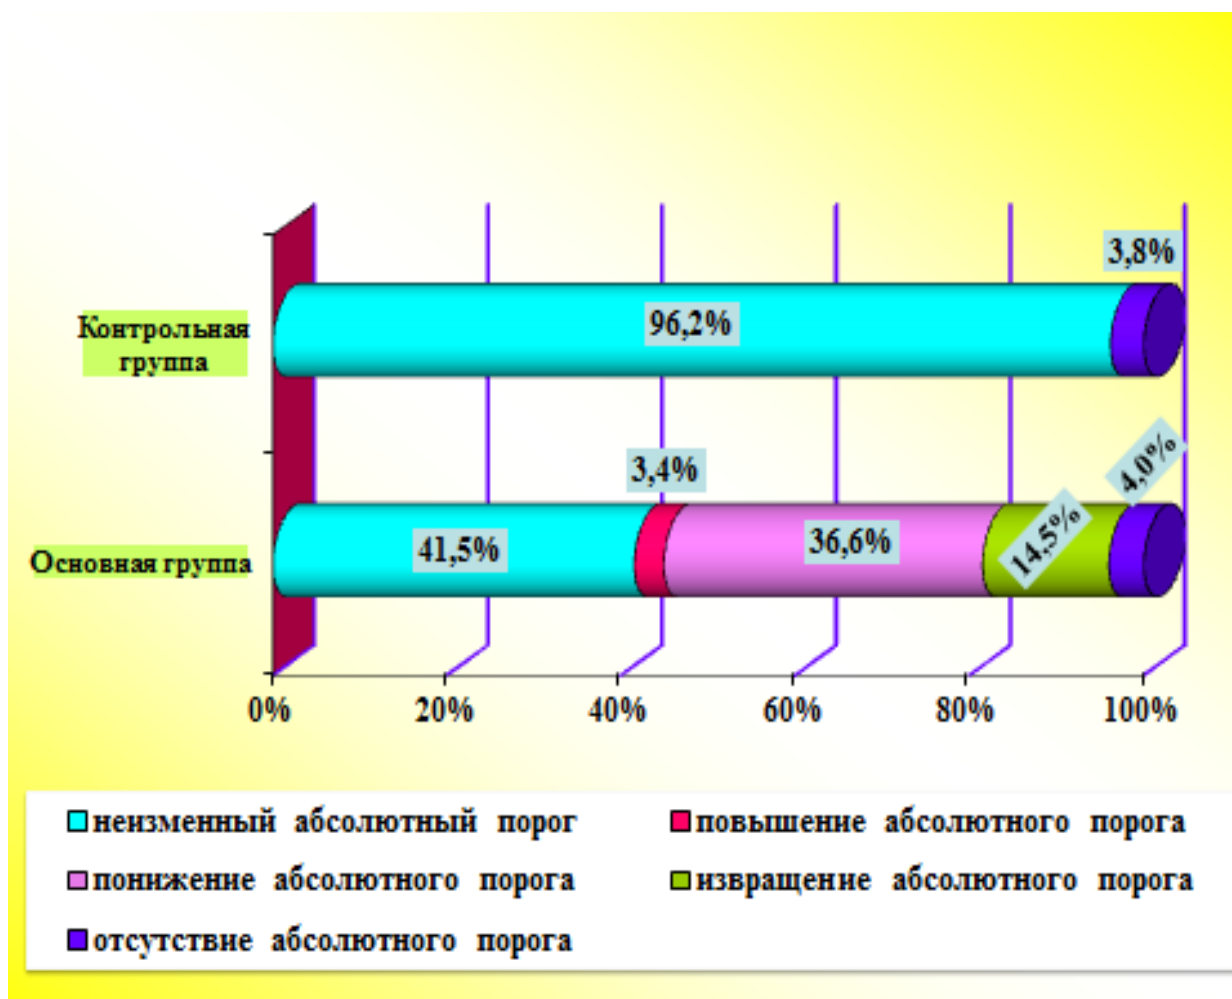 3,8%
96,2%
Контрольная
группа
4,0%
3,4%
14,5%
36,6%
41,5%
Основная группа
0% 20% 40% 60% 80% 100%
неизменный абсолютный порог
повышение абсолютного порога
понижение абсолютного порога
извращение абсолютного порога
отсутствие абсолютного порога